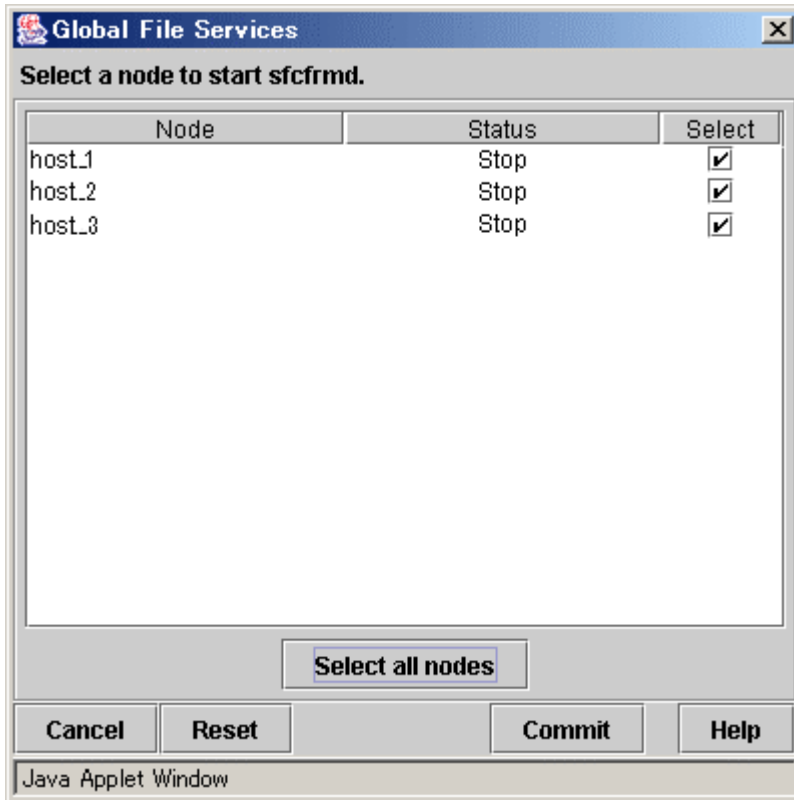 Global File Services
Select a node to start sfcfrmd.
Node Status Select
host_1 Stop
host_2 Stop
host_3 Stop
Select all nodes
Cancel Reset Commit Help
Java Applet Window